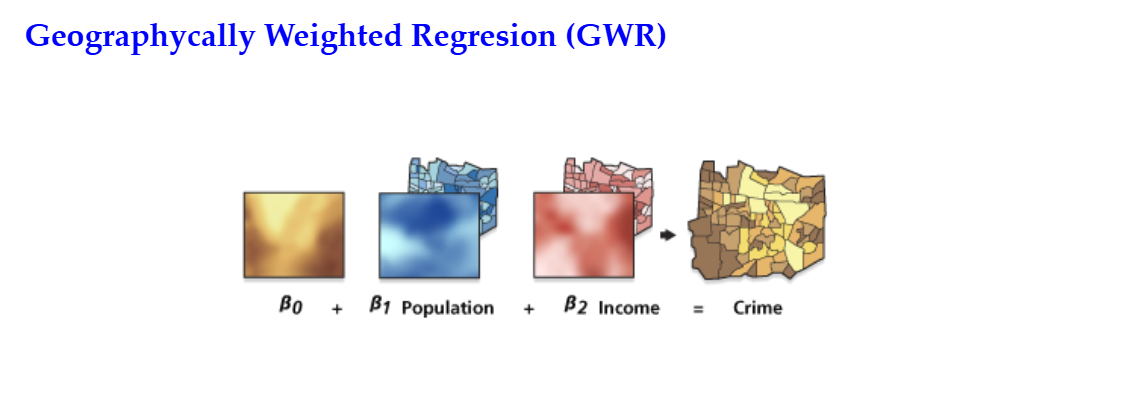 Geographycally Weighted Regresion (GWR)
β0 + β1 Population + β2 Income = Crime